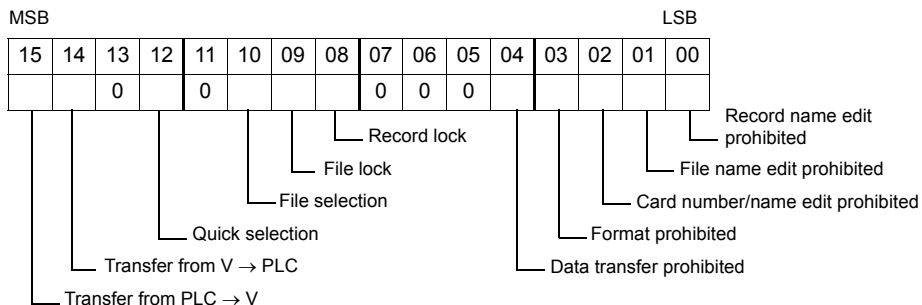 MSB LSB
15 14 13 12 11 10 09 08 07 06 05 04 03 02 01 00
0 0 0 0 0
Record name edit
prohibited
Record lock
File lock
File name edit prohibited
File selection
Card number/name edit prohibited
Quick selection
Format prohibited
Transfer from V → PLC
Data transfer prohibited
Transfer from PLC → V